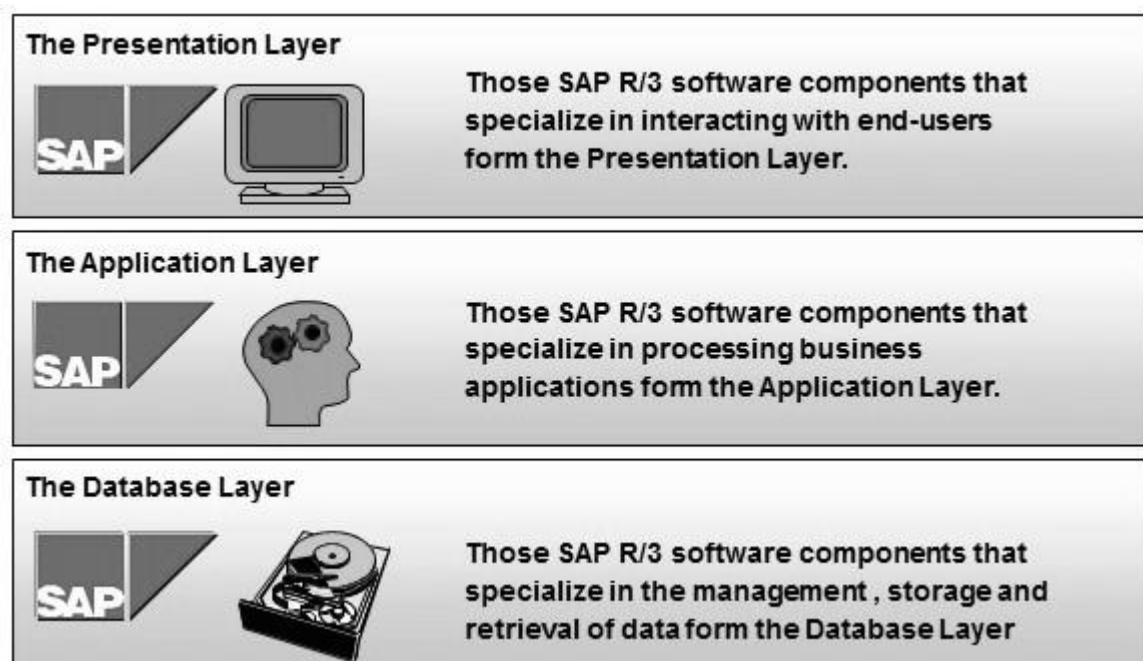 The Presentation Layer
SAP
Those SAP R/3 software components that
specialize in interacting with end-users
form the Presentation Layer.
The Application Layer
SAP
Those SAP R/3 software components that
specialize in processing business
applications form the Application Layer.
The Database Layer
SAP
Those SAP R/3 software components that
specialize in the management , storage and
retrieval of data form the Database Layer